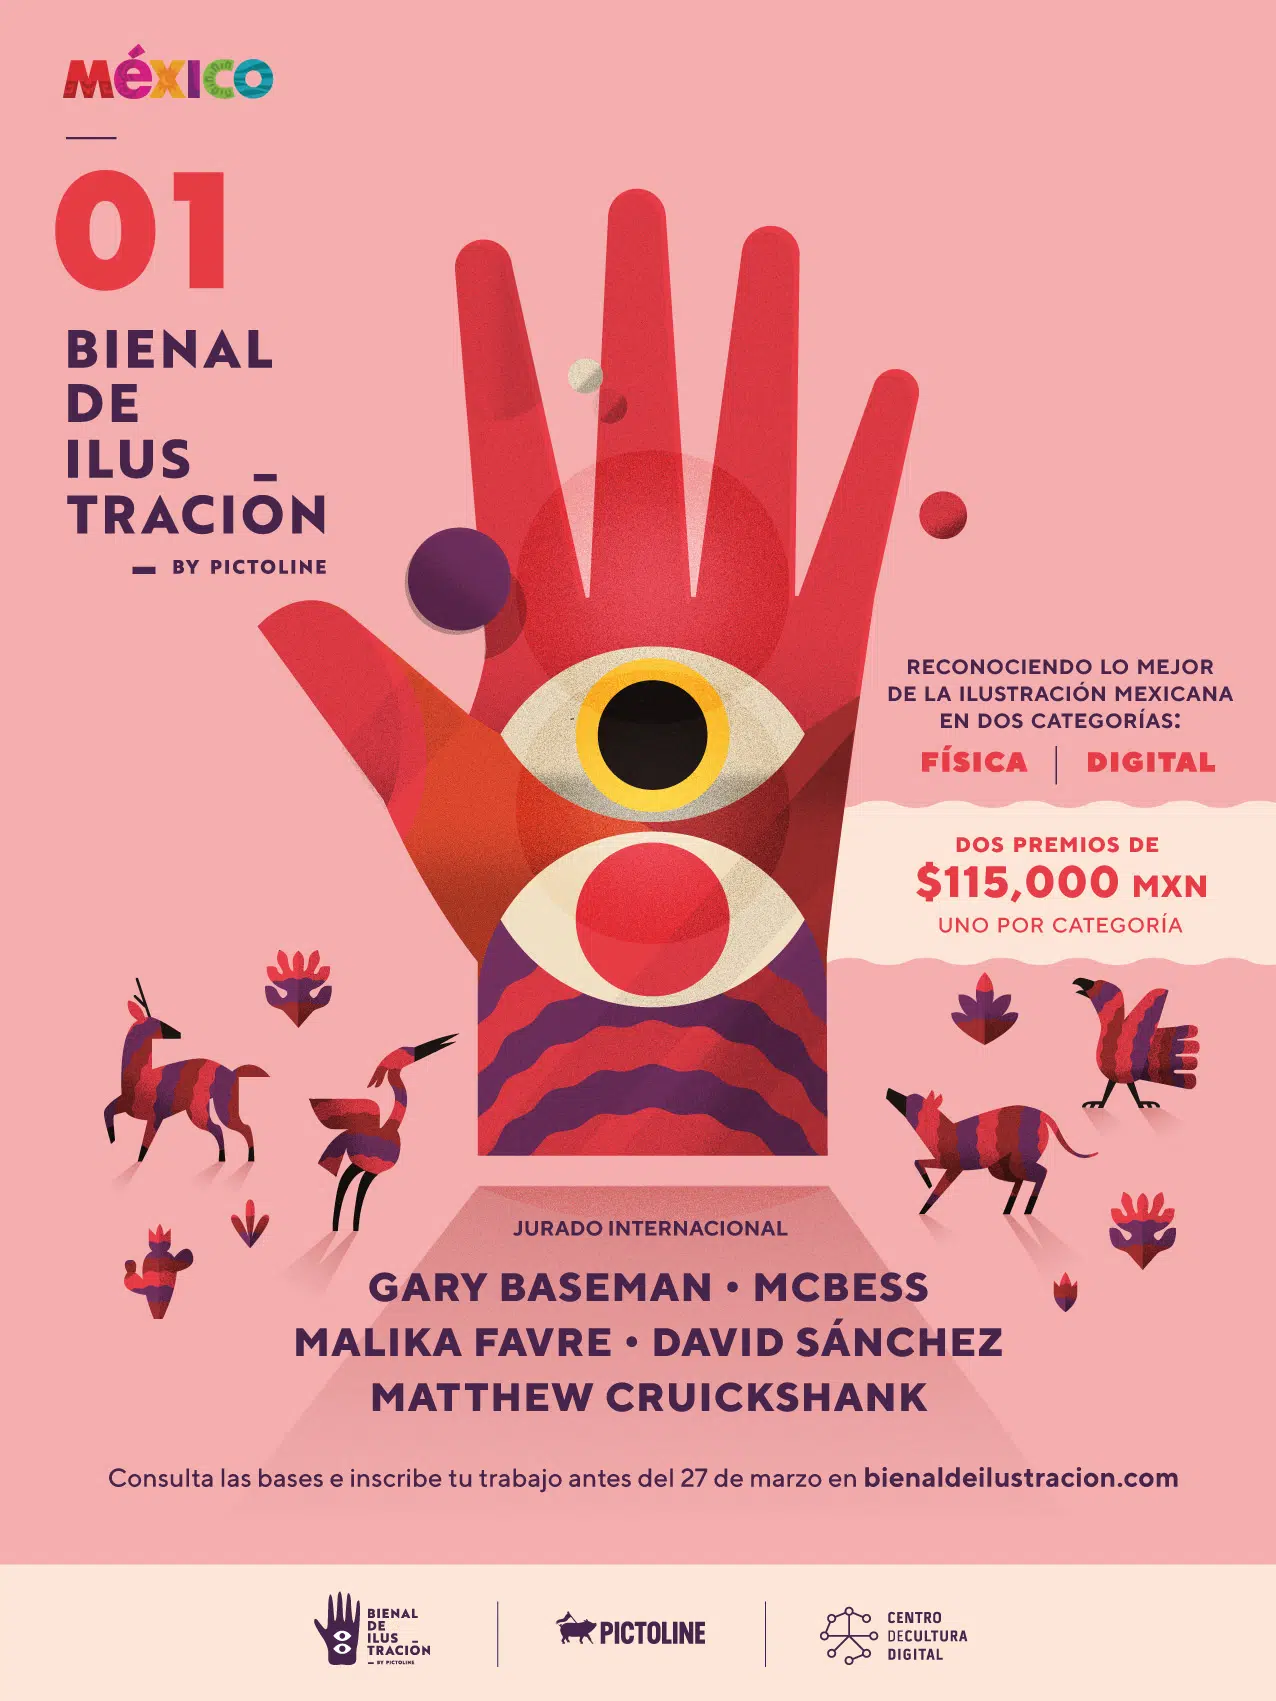 MéXICO
01
BIENAL
DE
ILUS
TRACIŌN
— BY PICTOLINE
RECONOCIENDO LO MEJOR
DE LA ILUSTRACIÓN MEXICANA
EN DOS CATEGORÍAS:
FÍSICA | DIGITAL
DOS PREMIOS DE
$115,000 MXN
UNO POR CATEGORÍA
JURADO INTERNACIONAL
GARY BASEMAN • MCBESS
MALIKA FAVRE • DAVID SÁNCHEZ
MATTHEW CRUICKSHANK
Consulta las bases e inscribe tu trabajo antes del 27 de marzo en bienaldeilustracion.com
BIENAL
DE
ILUS
TRACIŌN
— BY PICTOLINE
PICTOLINE
CENTRO
DECULTURA
DIGITAL